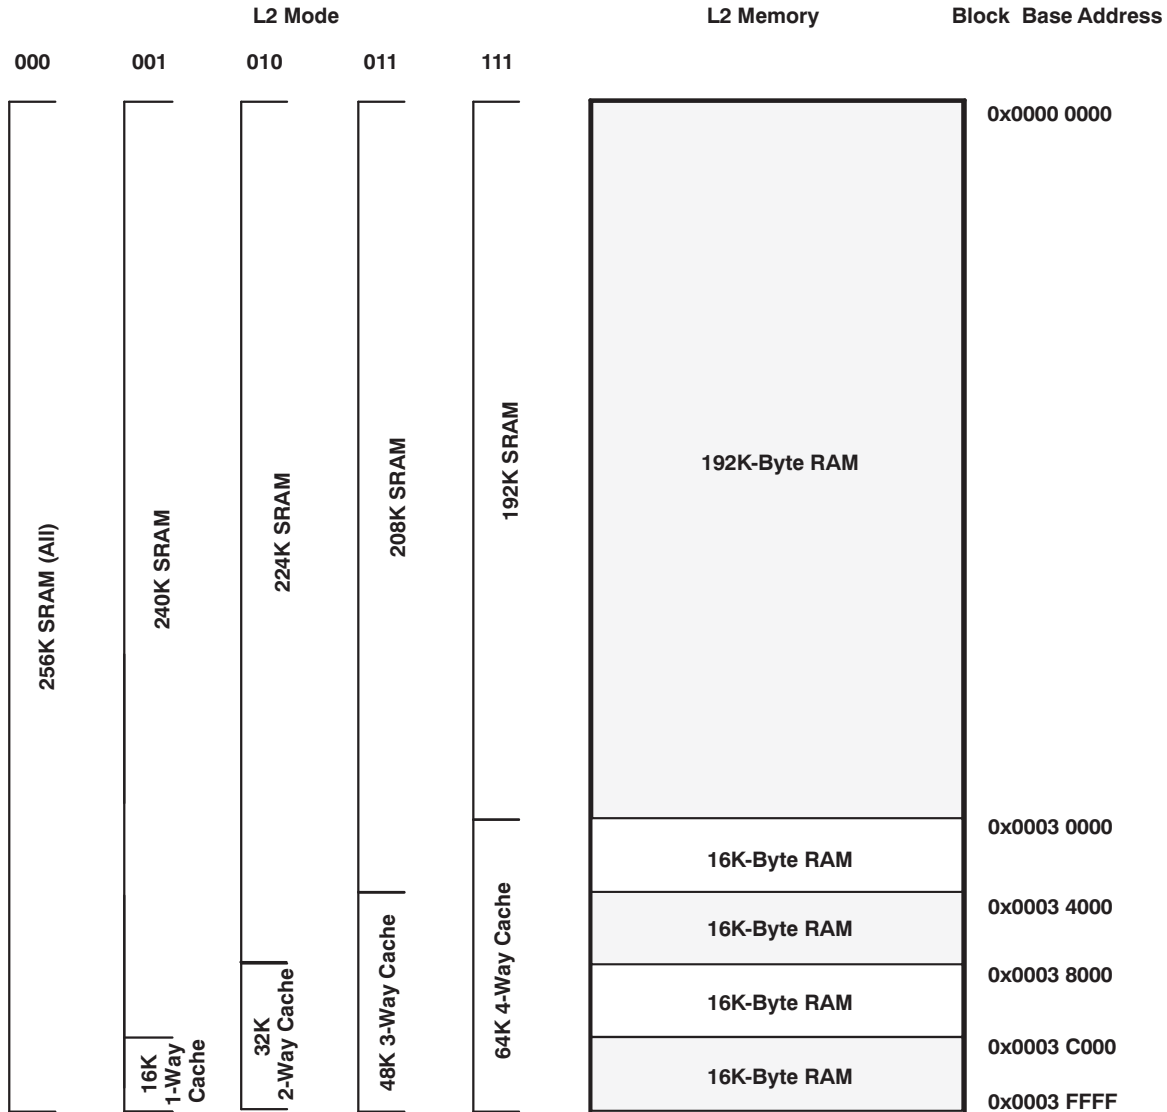 L2 Mode L2 Memory Block Base Address
000 001 010 011 111
0x0000 0000
256K SRAM (All)
240K SRAM
224K SRAM
208K SRAM
192K SRAM
192K-Byte RAM
0x0003 0000
16K-Byte RAM
0x0003 4000
16K-Byte RAM
0x0003 8000
16K-Byte RAM
0x0003 C000
16K-Byte RAM
0x0003 FFFF
16K
1-Way
Cache
32K
2-Way Cache
48K 3-Way Cache
64K 4-Way Cache